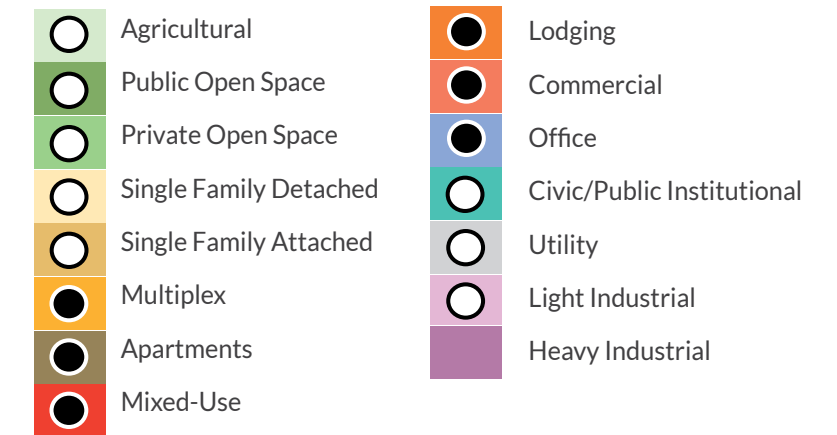 Agricultural
Public Open Space
Private Open Space
Single Family Detached
Single Family Attached
Multiplex
Apartments
Mixed-Use
Lodging
Commercial
Office
Civic/Public Institutional
Utility
Light Industrial
Heavy Industrial